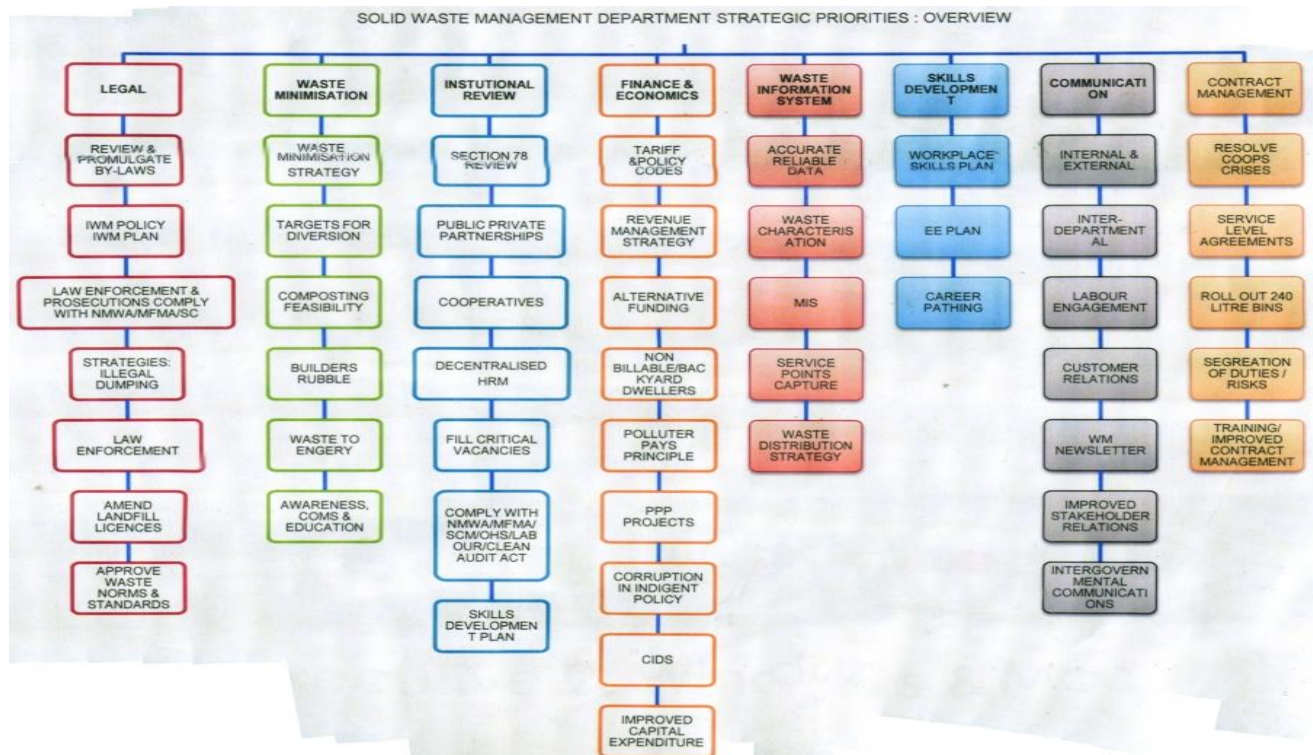 SOLID WASTE MANAGEMENT DEPARTMENT STRATEGIC PRIORITIES : OVERVIEW
LEGAL
REVIEW &
PROMULGATE
BY-LAWS
IWM POLICY
IWM PLAN
LAW ENFORCEMENT &
PROSECUTIONS COMPLY
WITH NMWA/MFMA/SC
STRATEGIES:
ILLEGAL
DUMPING
LAW
ENFORCEMENT
AMEND
LANDFILL
LICENCES
APPROVE
WASTE
NORMS &
STANDARDS
WASTE
MINIMISATION
WASTE
MINIMISATION
STRATEGY
TARGETS FOR
DIVERSION
COMPOSTING
FEASIBILITY
BUILDERS
RUBBLE
WASTE TO
ENGERY
AWARENESS,
COMS &
EDUCATION
INSTUTIONAL
REVIEW
SECTION 78
REVIEW
PUBLIC PRIVATE
PARTNERSHIPS
COOPERATIVES
DECENTRALISED
HRM
FILL CRITICAL
VACANCIES
COMPLY WITH
NMWA/MFMA/
SCM/OHS/LAB
OUR/CLEAN
AUDIT ACT
SKILLS
DEVELOPMEN
T PLAN
FINANCE &
ECONOMICS
TARIFF
&POLICY
CODES
REVENUE
MANAGEMENT
STRATEGY
ALTERNATIVE
FUNDING
NON
BILLABLE/BAC
KYARD
DWELLERS
POLLUTER
PAYS
PRINCIPLE
PPP
PROJECTS
CORRUPTION
IN INDIGENT
POLICY
CIDS
IMPROVED
CAPITAL
EXPENDITURE
WASTE
INFORMATION
SYSTEM
ACCURATE
RELIABLE
DATA
WASTE
CHARACTERIS
ATION
MIS
SERVICE
POINTS
CAPTURE
WASTE
DISTRIBUTION
STRATEGY
SKILLS
DEVELOPMEN
T
WORKPLACE
SKILLS PLAN
EE PLAN
CAREER
PATHING
COMMUNICATI
ON
INTERNAL &
EXTERNAL
INTER-
DEPARTMENT
AL
LABOUR
ENGAGEMENT
CUSTOMER
RELATIONS
WM
NEWSLETTER
IMPROVED
STAKEHOLDER
RELATIONS
INTERGOVERN
MENTAL
COMMUNICATI
ONS
CONTRACT
MANAGEMENT
RESOLVE
COOPS
CRISES
SERVICE
LEVEL
AGREEMENTS
ROLL OUT 240
LITRE BINS
SEGREATION
OF DUTIES /
RISKS
TRAINING/
IMPROVED
CONTRACT
MANAGEMENT